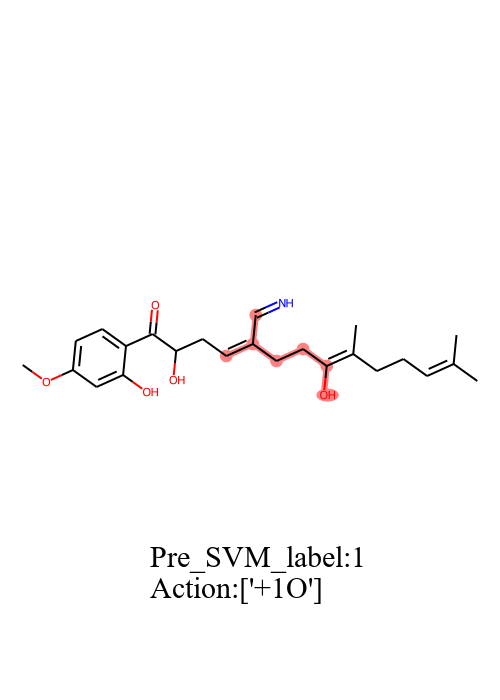 O
NH
OH
O
OH
OH
Pre_SVM_label:1
Action:['+1O']